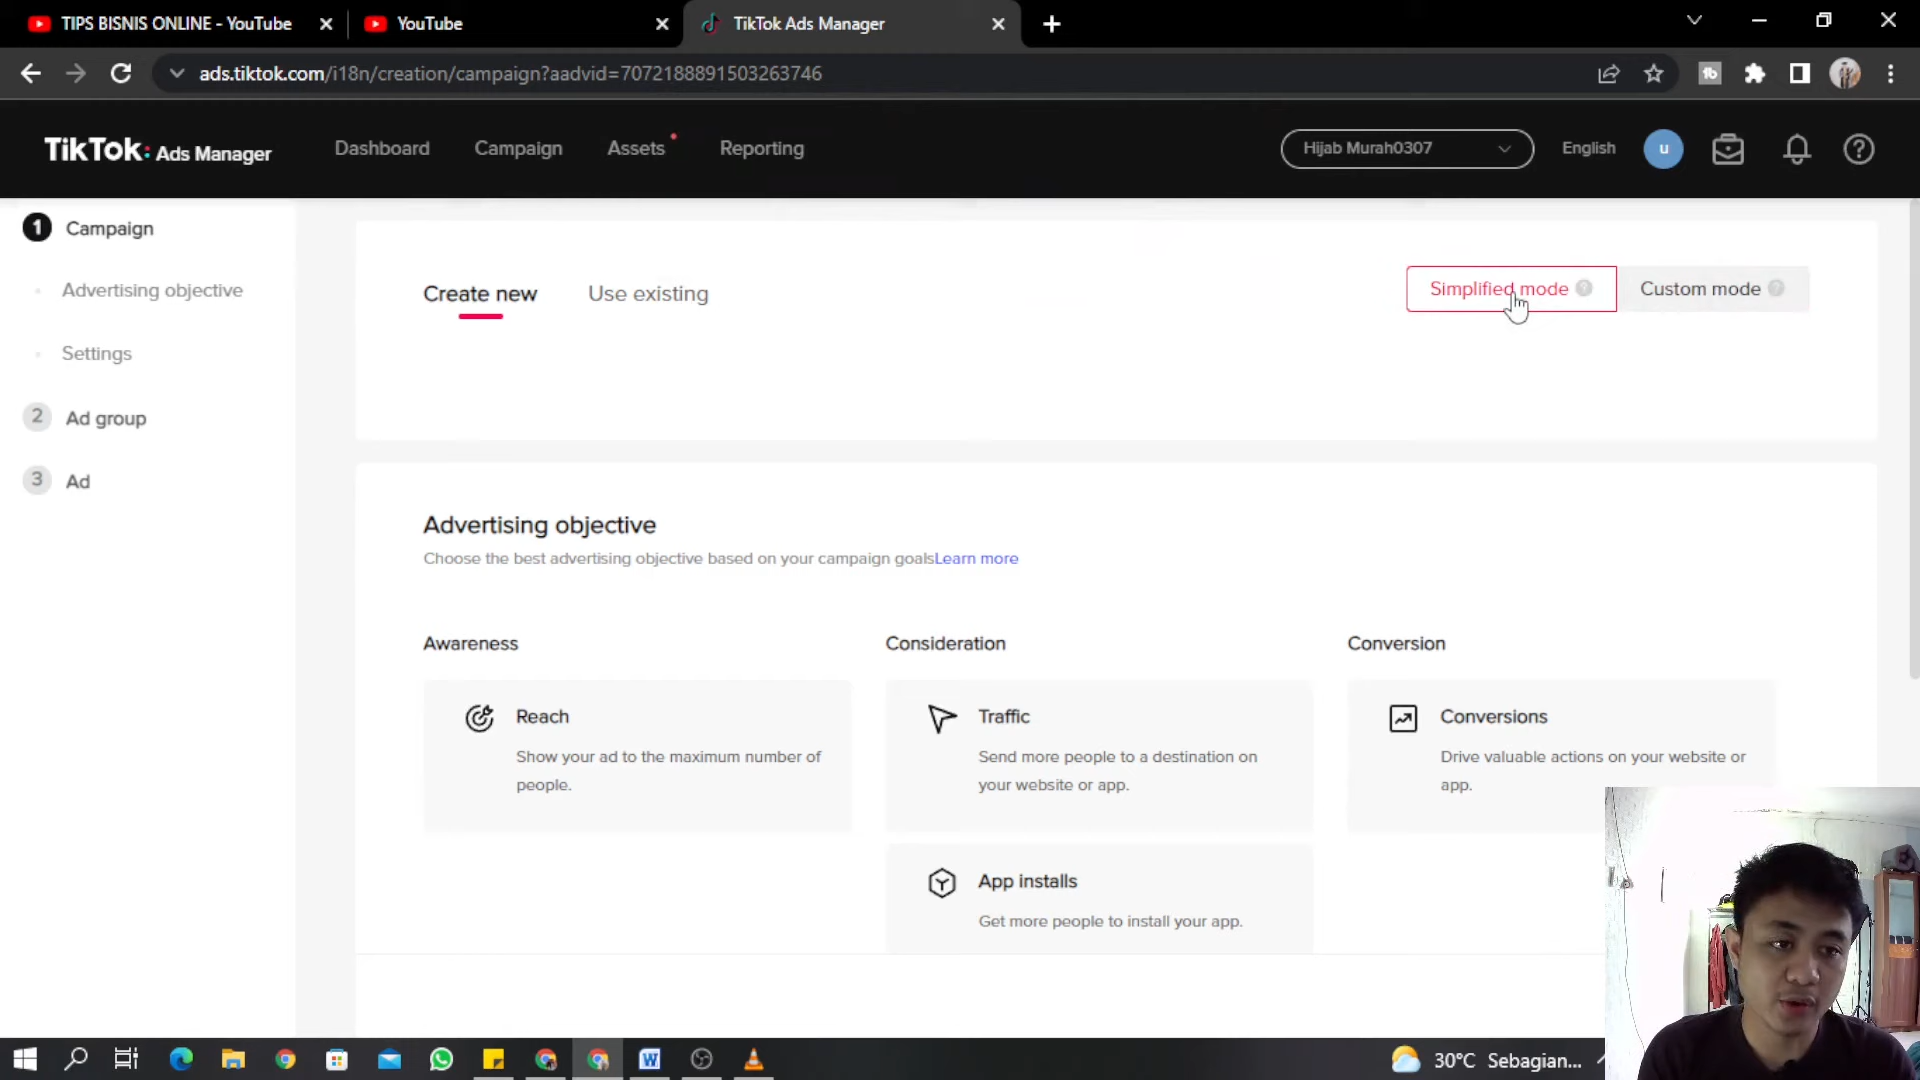 TIPS BISNIS ONLINE - YouTube
YouTube
TikTok Ads Manager
ads.tiktok.com/i18n/creation/campaign?aadvid=7072188891503263746
TikTok: Ads Manager
Dashboard
Campaign
Assets
Reporting
Hijab Murah0307
English
u
1 Campaign
Advertising objective
Settings
2 Ad group
3 Ad
Create new
Use existing
Simplified mode
Custom mode
Advertising objective
Choose the best advertising objective based on your campaign goalsLearn more
Awareness
Consideration
Conversion
Reach
Show your ad to the maximum number of
people.
Traffic
Send more people to a destination on
your website or app.
Conversions
Drive valuable actions on your website or
app.
App installs
Get more people to install your app.
30°C Sebagian...